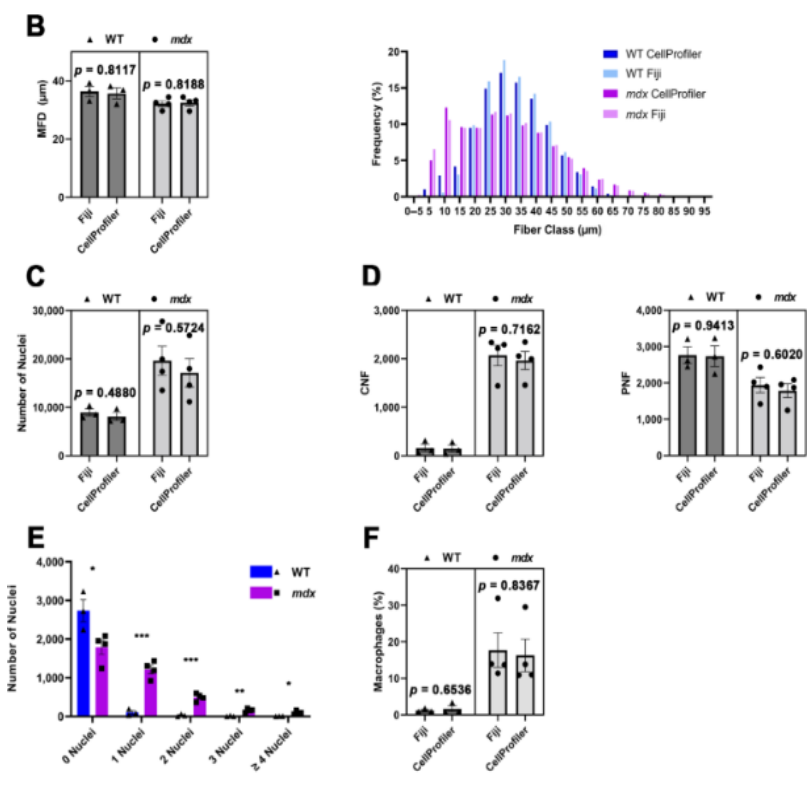 B
WT mdx
p = 0.8117
p = 0.8188
MFD (µm)
40
20
0
Fiji
CellProfiler
Fiji
CellProfiler
WT CellProfiler
WT Fiji
mdx CellProfiler
mdx Fiji
Frequency (%)
20
15
10
5
0
0–5 5 10 15 20 25 30 35 40 45 50 55 60 65 70 75 80 85 90 95
Fiber Class (µm)
C
WT mdx
p = 0.4880
p = 0.5724
Number of Nuclei
30,000
20,000
10,000
0
Fiji
CellProfiler
Fiji
CellProfiler
D
WT mdx
p = 0.7162
CNF
3,000
2,000
1,000
0
Fiji
CellProfiler
Fiji
CellProfiler
WT mdx
p = 0.9413
p = 0.6020
PNF
4,000
3,000
2,000
1,000
0
Fiji
CellProfiler
Fiji
CellProfiler
E
WT
mdx
Number of Nuclei
4,000
3,000
2,000
1,000
0
*
***
***
**
*
0 Nuclei
1 Nuclei
2 Nuclei
3 Nuclei
≥ 4 Nuclei
F
WT mdx
p = 0.6536
p = 0.8367
Macrophages (%)
40
30
20
10
0
Fiji
CellProfiler
Fiji
CellProfiler